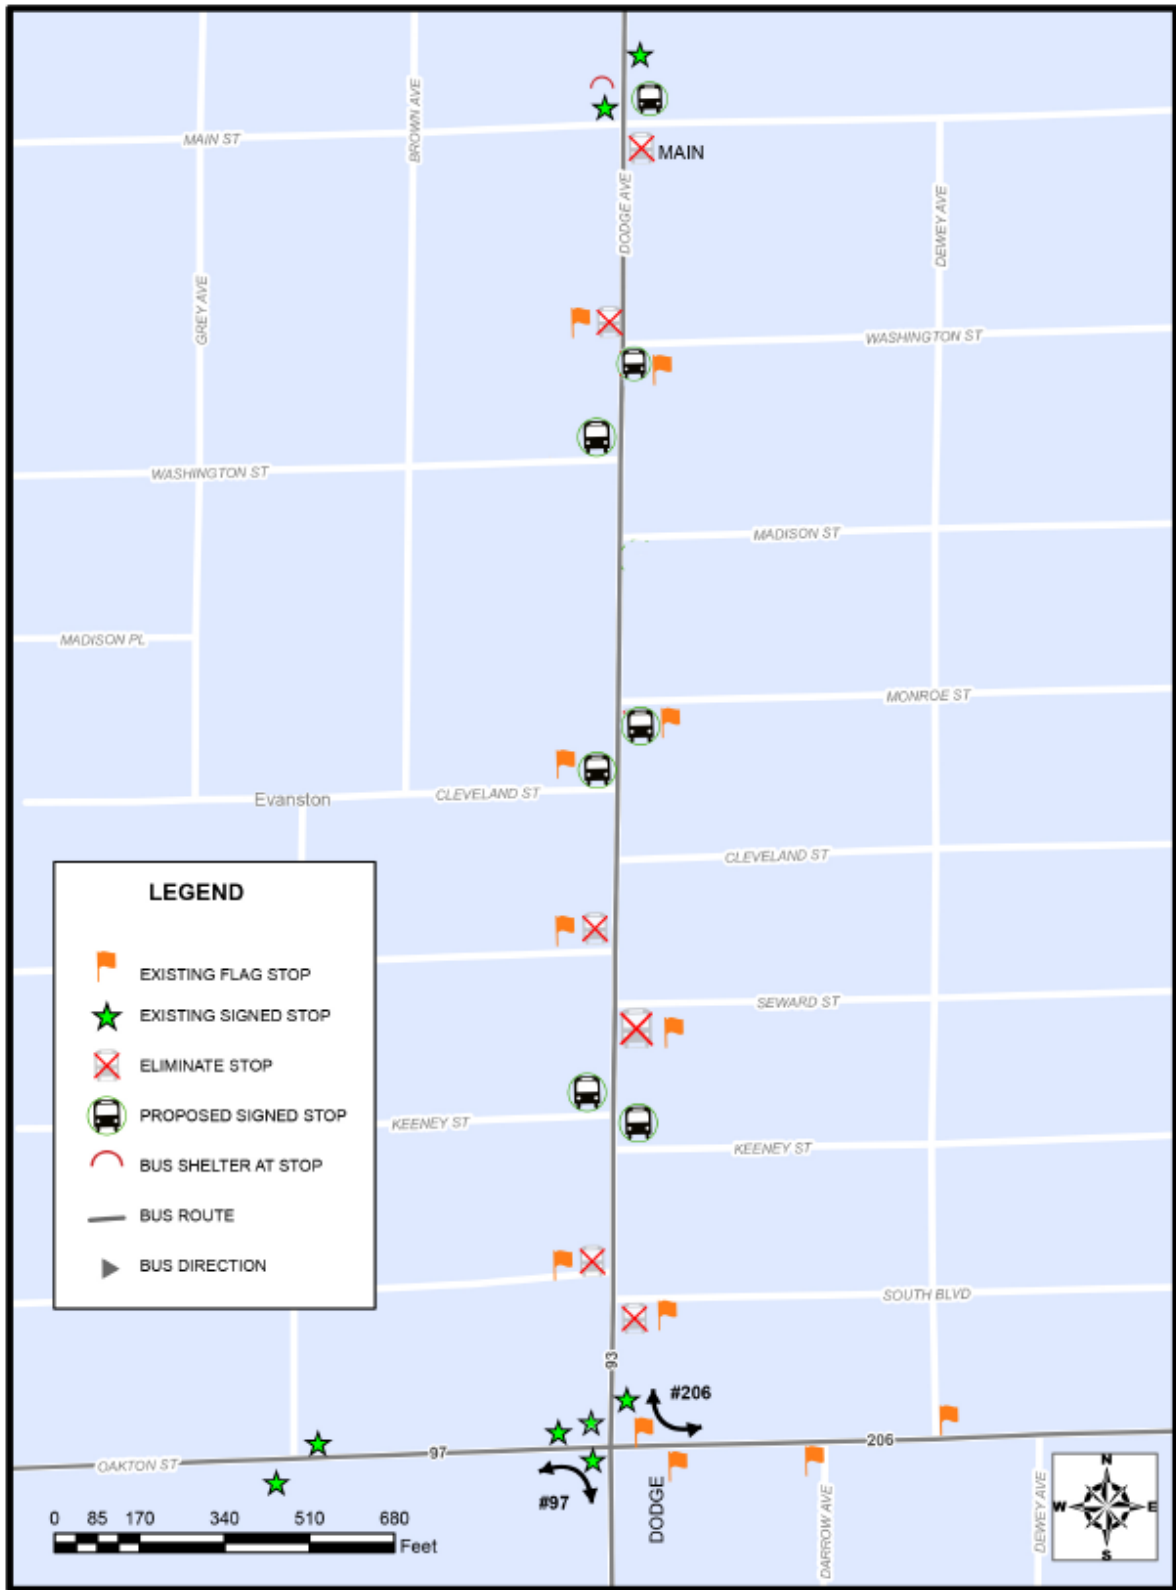 MAIN ST
BROWN AVE
MAIN
DODGE AVE
DEWEY AVE
GREY AVE
WASHINGTON ST
WASHINGTON ST
MADISON ST
MADISON PL
MONROE ST
Evanston
CLEVELAND ST
CLEVELAND ST
LEGEND
EXISTING FLAG STOP
EXISTING SIGNED STOP
ELIMINATE STOP
PROPOSED SIGNED STOP
BUS SHELTER AT STOP
BUS ROUTE
BUS DIRECTION
SEWARD ST
KEENEY ST
KEENEY ST
SOUTH BLVD
93
#206
97
206
OAKTON ST
#97
DODGE
DARROW AVE
DEWEY AVE
N
W E
S
0 85 170 340 510 680
Feet